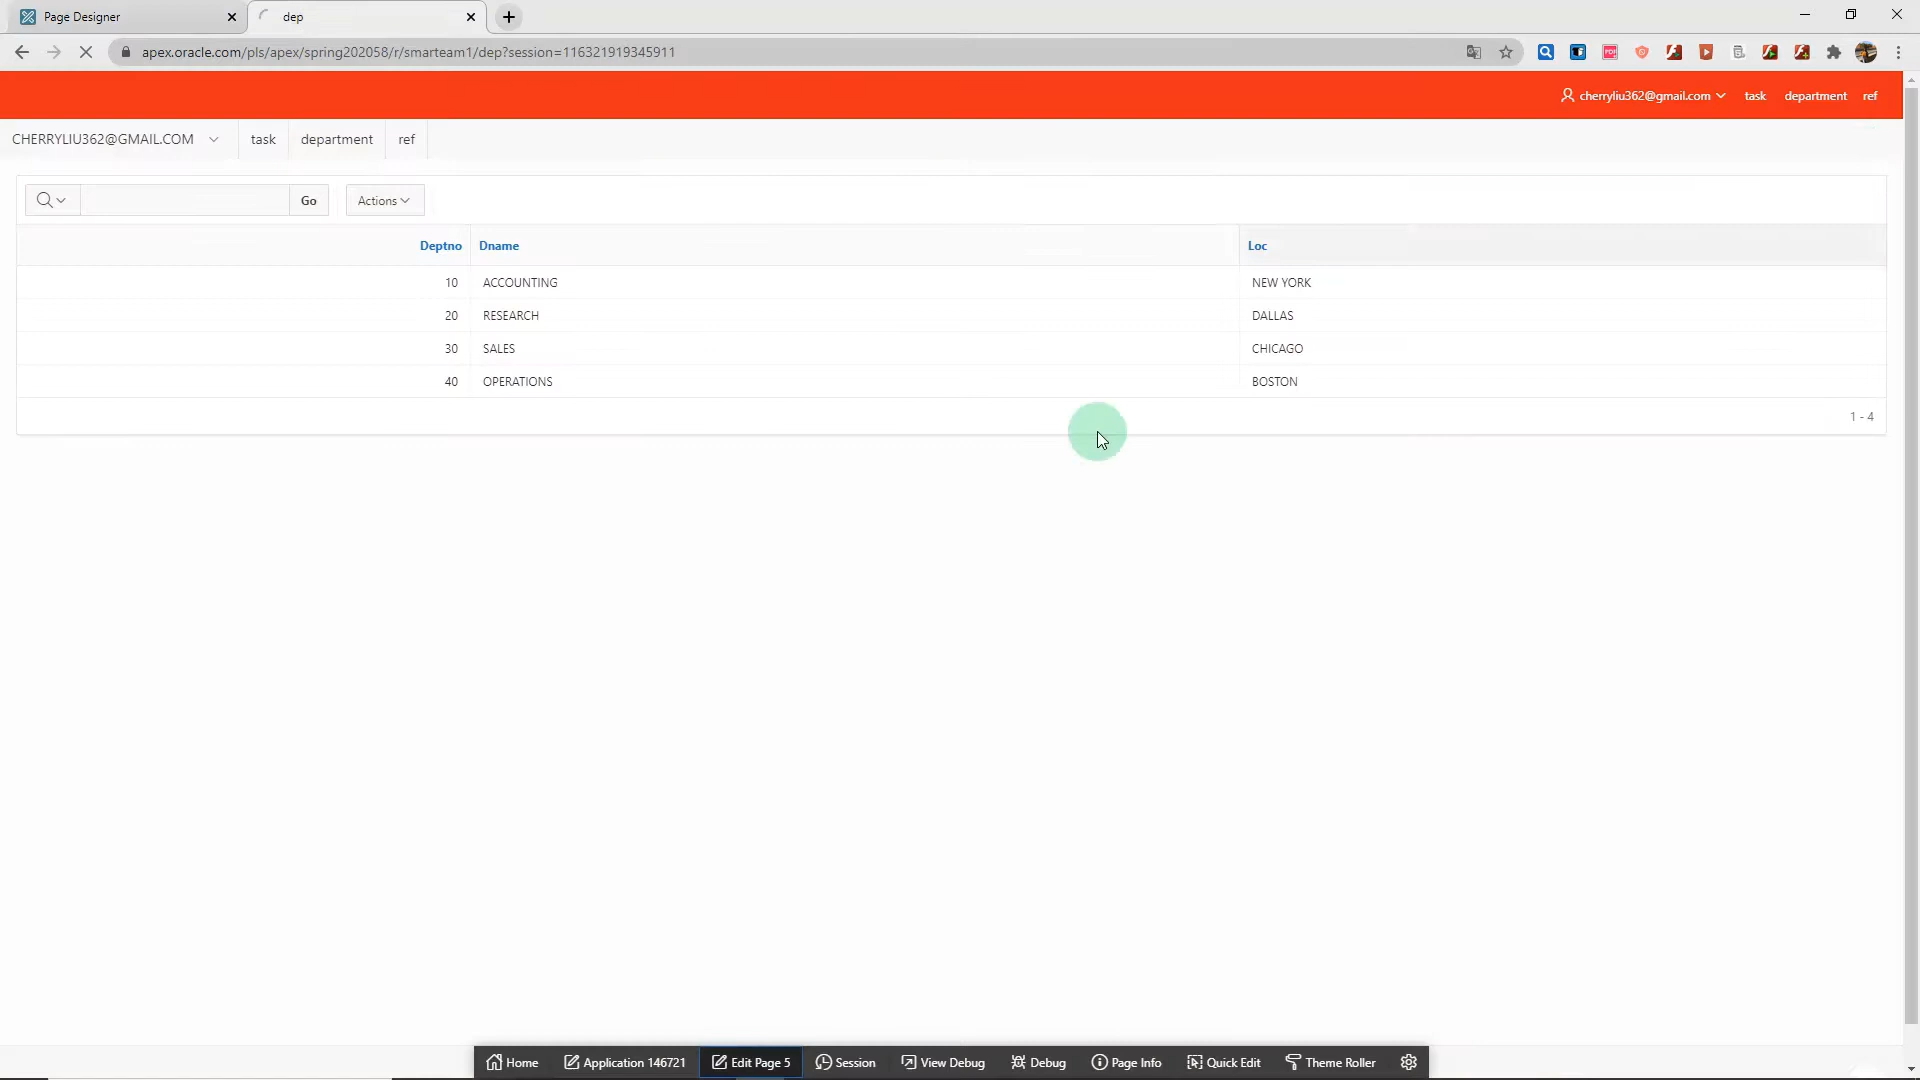 Page Designer
dep
apex.oracle.com/pls/apex/spring202058/r/smarteam1/dep?session=116321919345911
cherryliu362@gmail.com task department ref
CHERRYLIU362@GMAIL.COM task department ref
Go Actions
Deptno Dname Loc
10 ACCOUNTING NEW YORK
20 RESEARCH DALLAS
30 SALES CHICAGO
40 OPERATIONS BOSTON
1 - 4
Home Application 146721 Edit Page 5 Session View Debug Debug Page Info Quick Edit Theme Roller